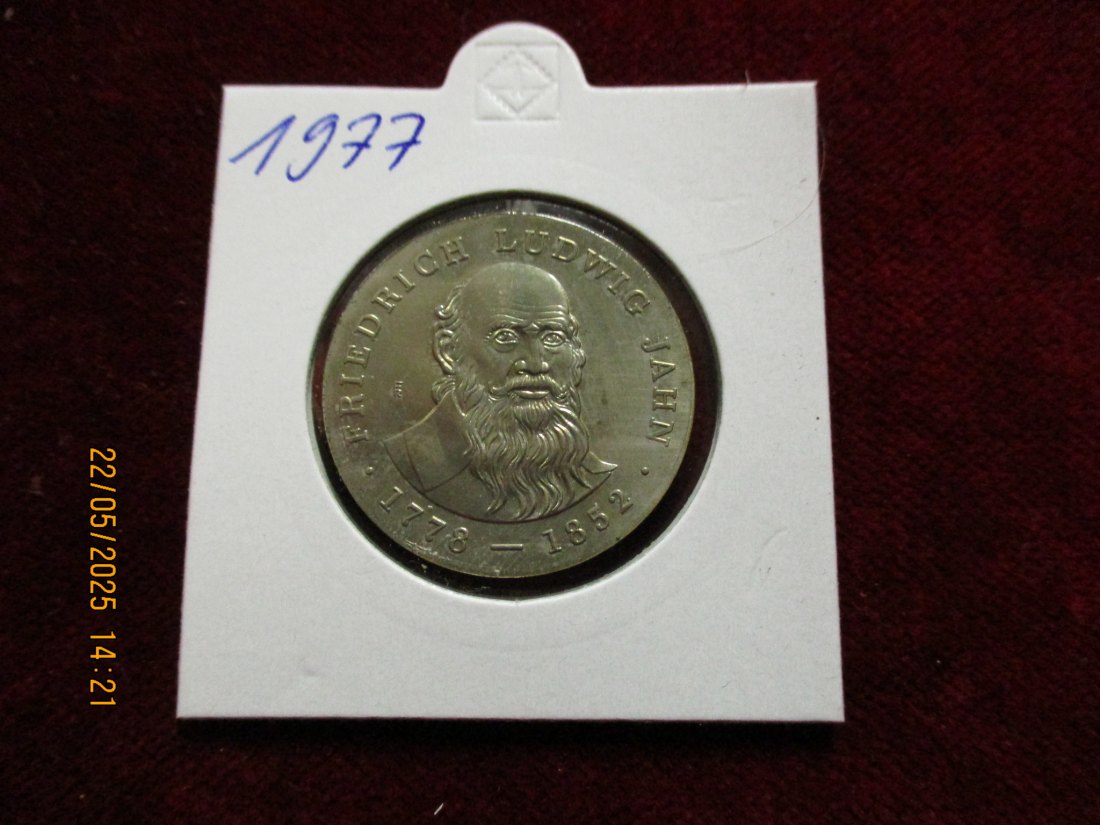 1977
FRIEDRICH LUDWIG JAHN
· 1778 — 1852 ·
22/05/2025 14:21